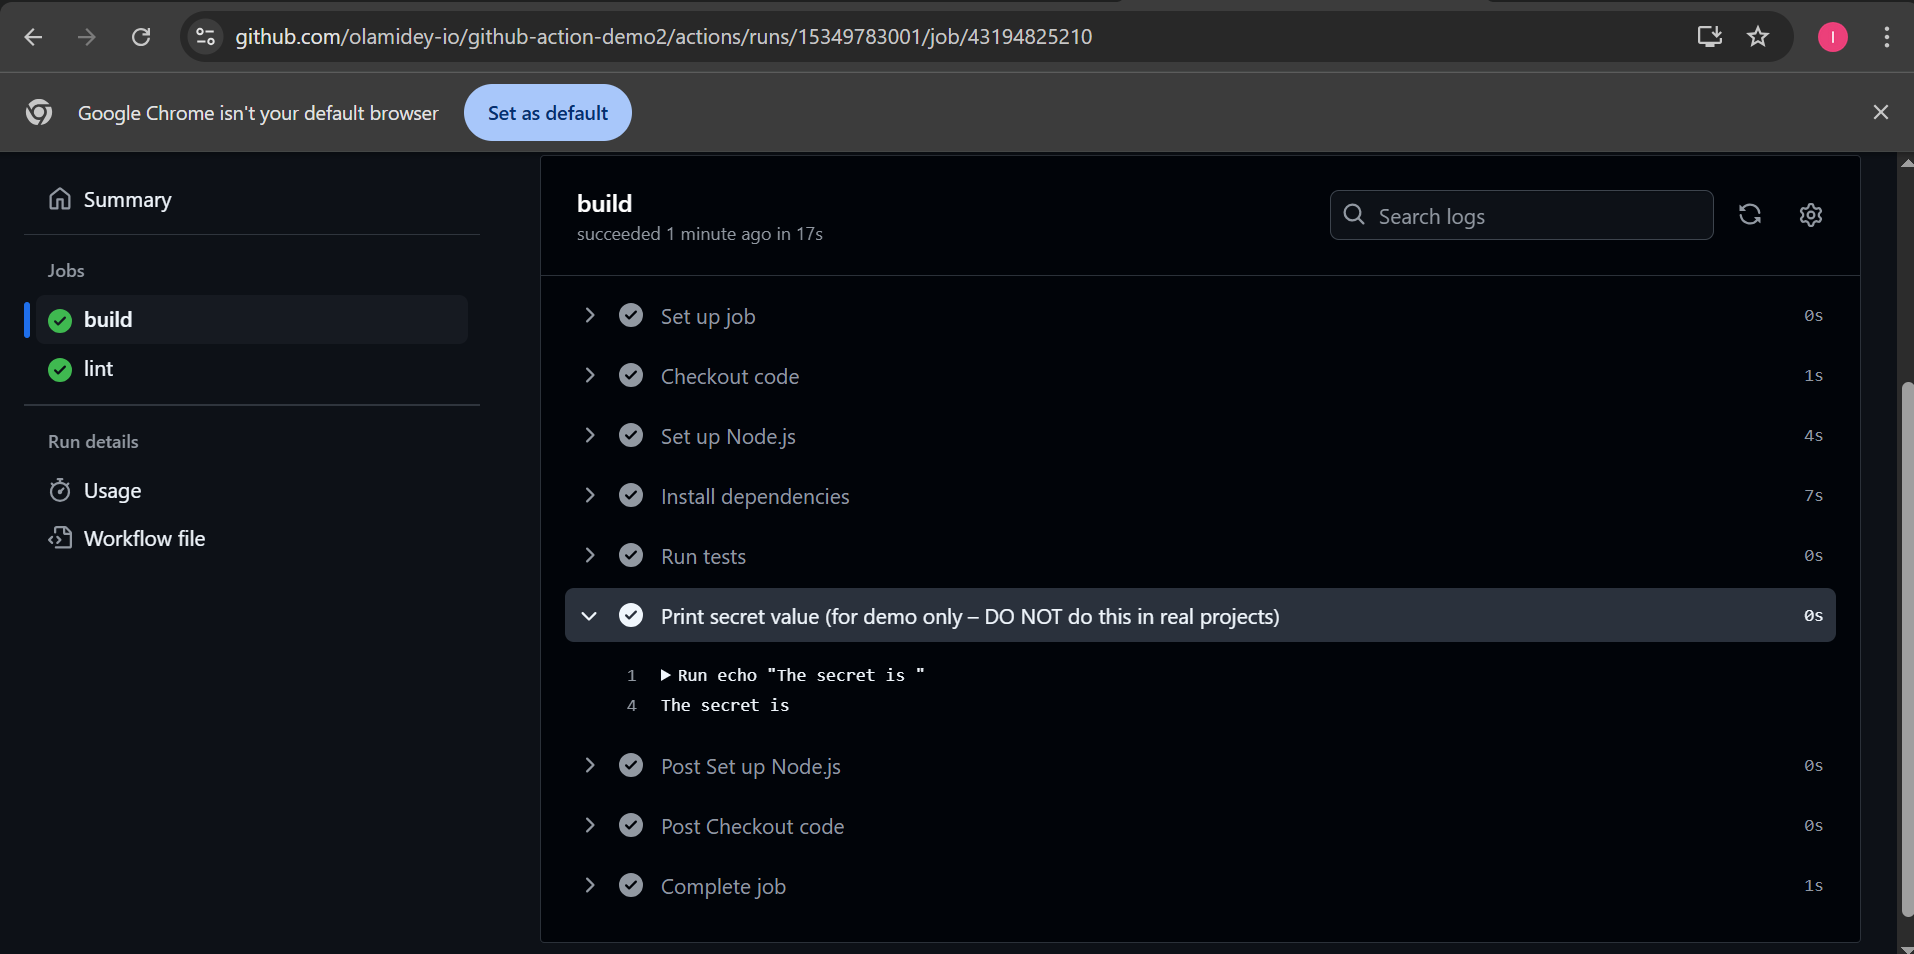 github.com/olamidey-io/github-action-demo2/actions/runs/15349783001/job/43194825210
I
Google Chrome isn't your default browser
Set as default
Summary
Jobs
build
lint
Run details
Usage
Workflow file
build
succeeded 1 minute ago in 17s
Search logs
Set up job 0s
Checkout code 1s
Set up Node.js 4s
Install dependencies 7s
Run tests 0s
Print secret value (for demo only – DO NOT do this in real projects) 0s
1 Run echo "The secret is "
4 The secret is
Post Set up Node.js 0s
Post Checkout code 0s
Complete job 1s